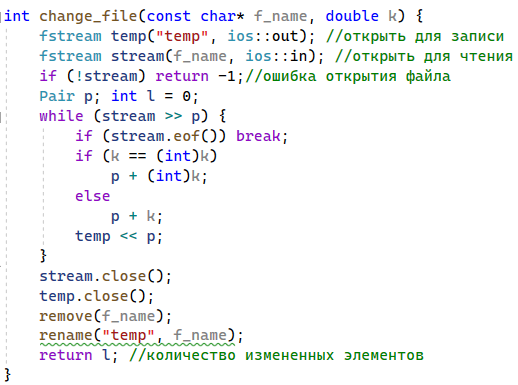 int change_file(const char* f_name, double k) {
    fstream temp("temp", ios::out); //открыть для записи
    fstream stream(f_name, ios::in); //открыть для чтения
    if (!stream) return -1;//ошибка открытия файла
    Pair p; int l = 0;
    while (stream >> p) {
        if (stream.eof()) break;
        if (k == (int)k)
            p + (int)k;
        else
            p + k;
        temp << p;
    }
    stream.close();
    temp.close();
    remove(f_name);
    rename("temp", f_name);
    return l; //количество измененных элементов
}